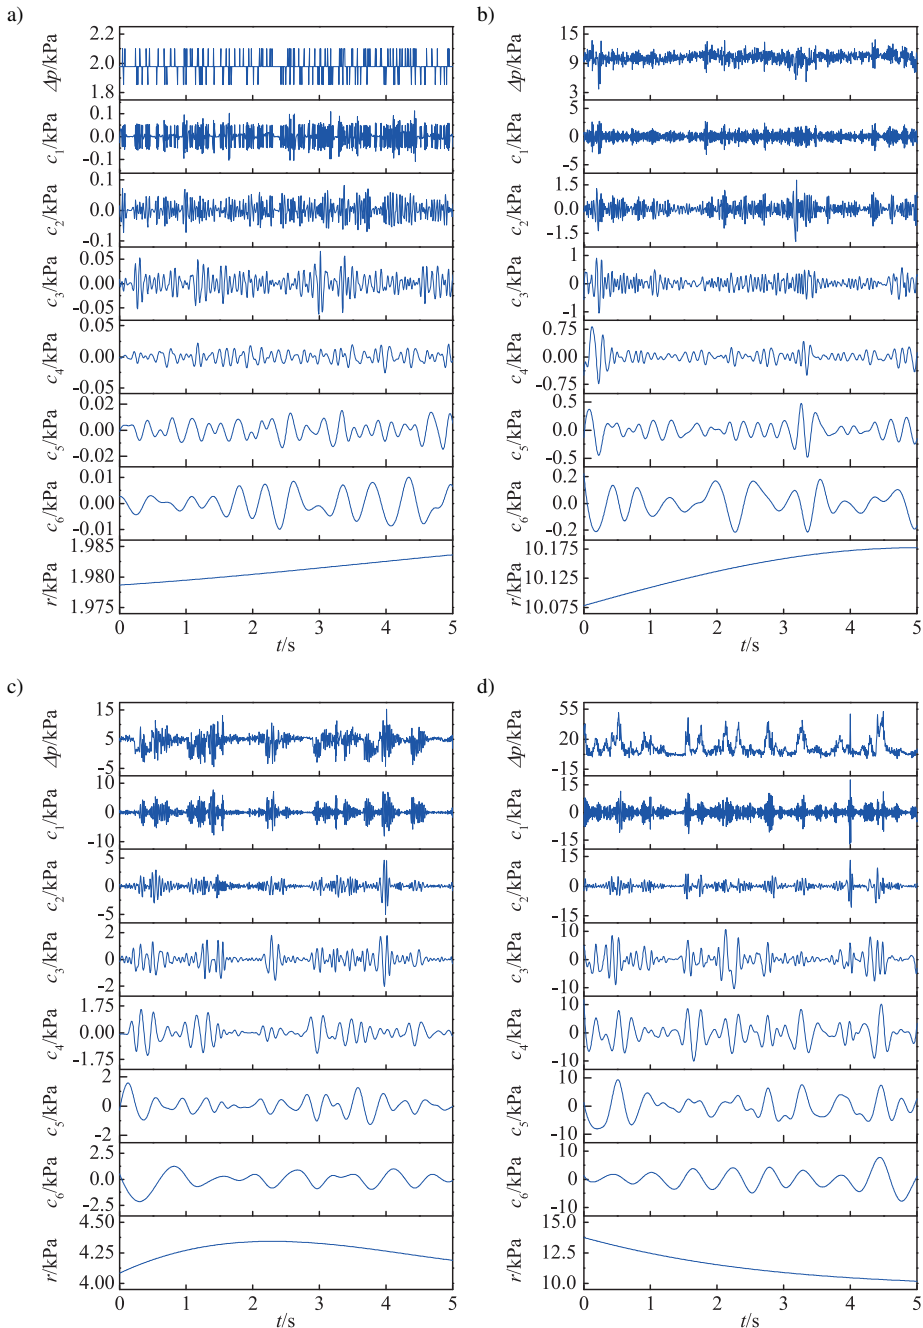 a)
2.2
2.0
1.8
Δp/kPa
0.1
0.0
-0.1
c1/kPa
0.1
0.0
-0.1
c2/kPa
0.05
0.00
-0.05
c3/kPa
0.05
0.00
-0.05
c4/kPa
0.02
0.00
-0.02
c5/kPa
0.01
0.00
-0.01
c6/kPa
1.985
1.980
1.975
r/kPa
0 1 2 3 4 5
t/s
b)
15
9
3
Δp/kPa
5
0
-5
c1/kPa
1.5
0.0
-1.5
c2/kPa
1
0
-1
c3/kPa
0.75
0.00
-0.75
c4/kPa
0.5
0.0
-0.5
c5/kPa
0.2
0.0
-0.2
c6/kPa
10.175
10.125
10.075
r/kPa
0 1 2 3 4 5
t/s
c)
15
5
-5
Δp/kPa
10
0
-10
c1/kPa
5
0
-5
c2/kPa
2
0
-2
c3/kPa
1.75
0.00
-1.75
c4/kPa
2
0
-2
c5/kPa
2.5
0.0
-2.5
c6/kPa
4.50
4.25
4.00
r/kPa
0 1 2 3 4 5
t/s
d)
55
20
-15
Δp/kPa
15
0
-15
c1/kPa
15
0
-15
c2/kPa
10
0
-10
c3/kPa
10
0
-10
c4/kPa
10
0
-10
c5/kPa
10
0
-10
c6/kPa
15.0
12.5
10.0
r/kPa
0 1 2 3 4 5
t/s